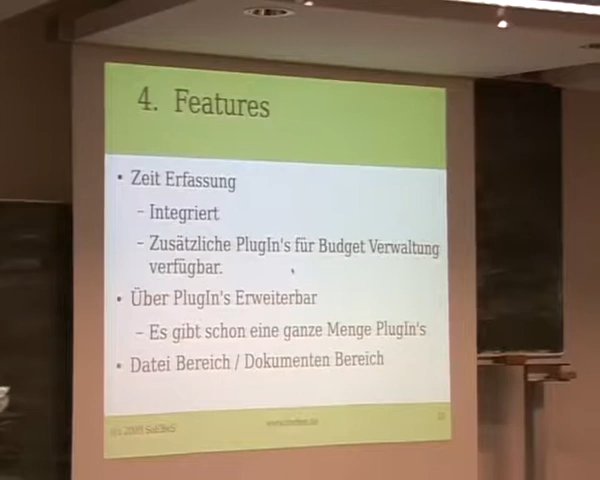 4. Features
• Zeit Erfassung
– Integriert
– Zusätzliche PlugIn's für Budget Verwaltung
verfügbar.
• Über PlugIn's Erweiterbar
– Es gibt schon eine ganze Menge PlugIn's
• Datei Bereich / Dokumenten Bereich